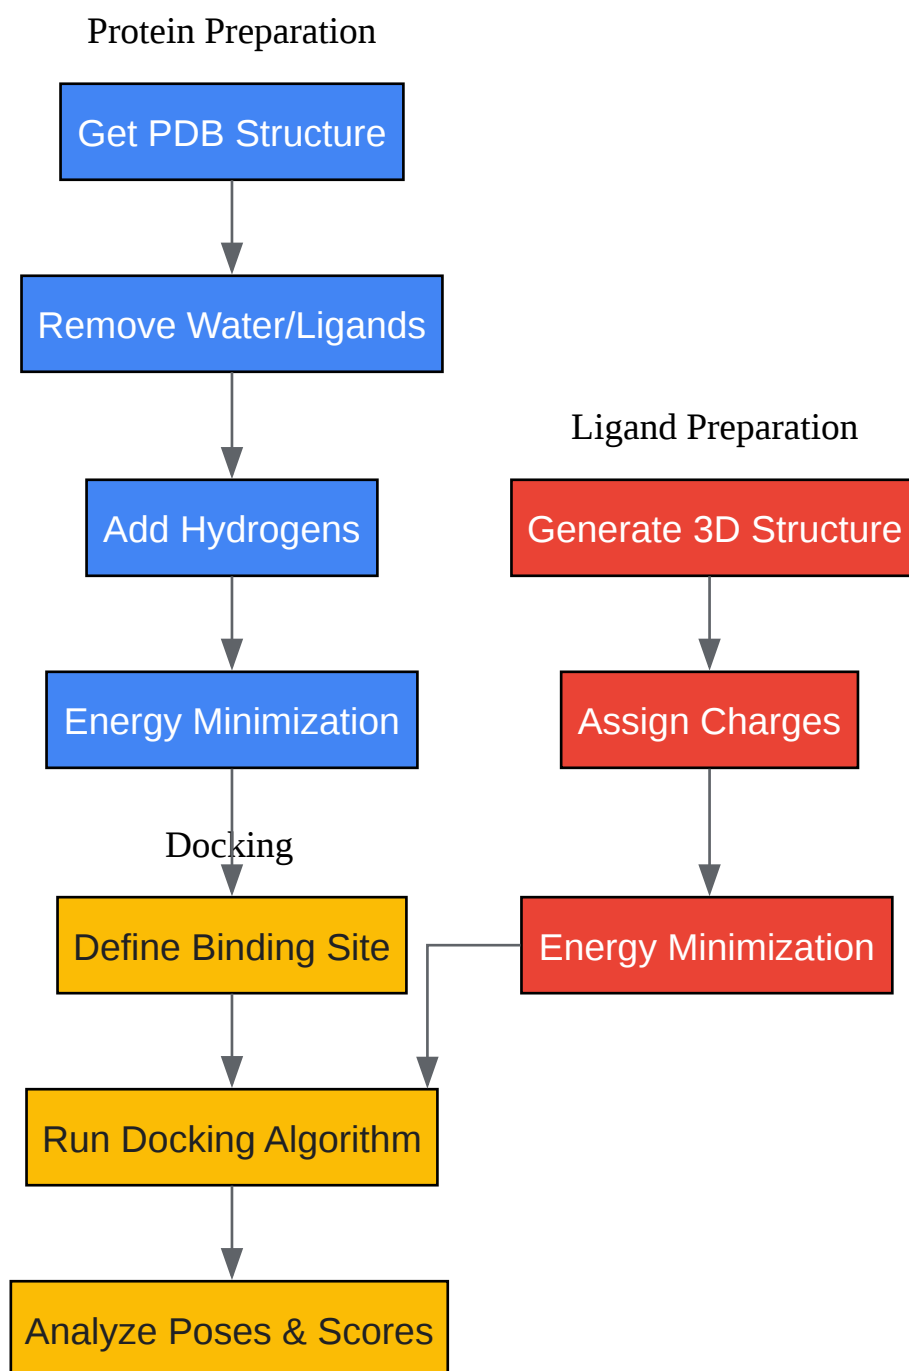 Protein Preparation
Get PDB Structure
Remove Water/Ligands
Add Hydrogens
Energy Minimization
Ligand Preparation
Generate 3D Structure
Assign Charges
Energy Minimization
Docking
Define Binding Site
Run Docking Algorithm
Analyze Poses & Scores